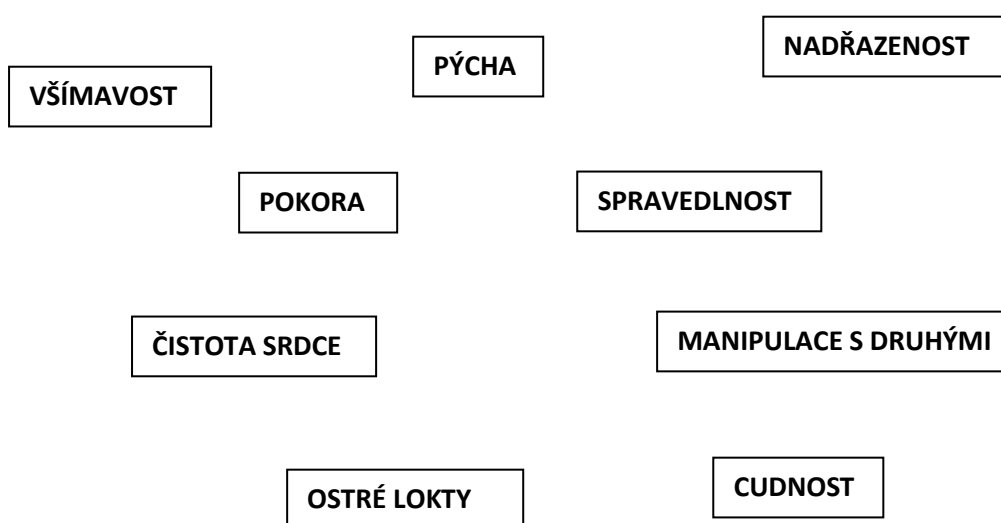 NADŘAZENOST
PÝCHA
VŠÍMAVOST
POKORA
SPRAVEDLNOST
ČISTOTA SRDCE
MANIPULACE S DRUHÝMI
OSTRÉ LOKTY
CUDNOST